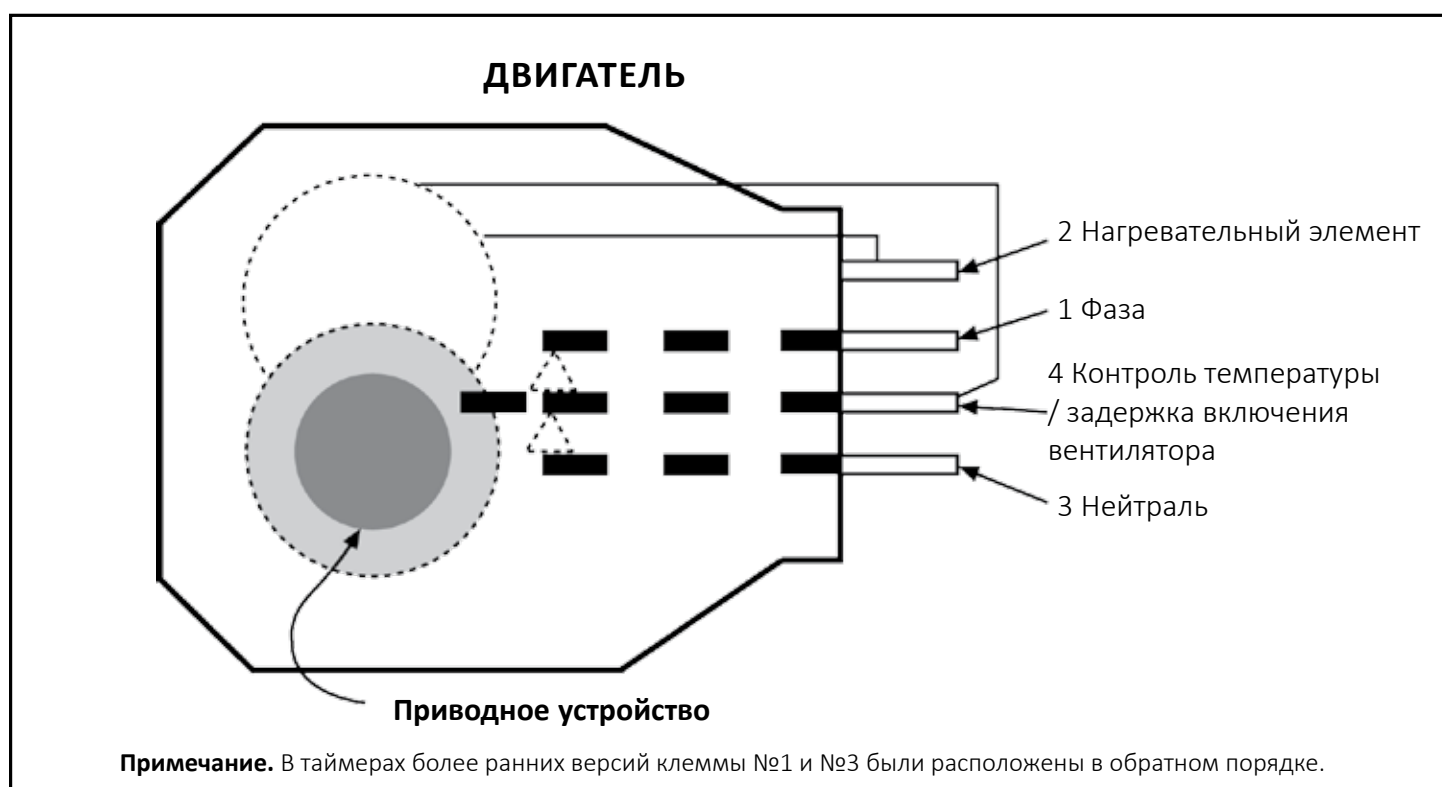 ДВИГАТЕЛЬ
2 Нагревательный элемент
1 Фаза
4 Контроль температуры
/ задержка включения
вентилятора
3 Нейтраль
Приводное устройство
Примечание. В таймерах более ранних версий клеммы №1 и №3 были расположены в обратном порядке.